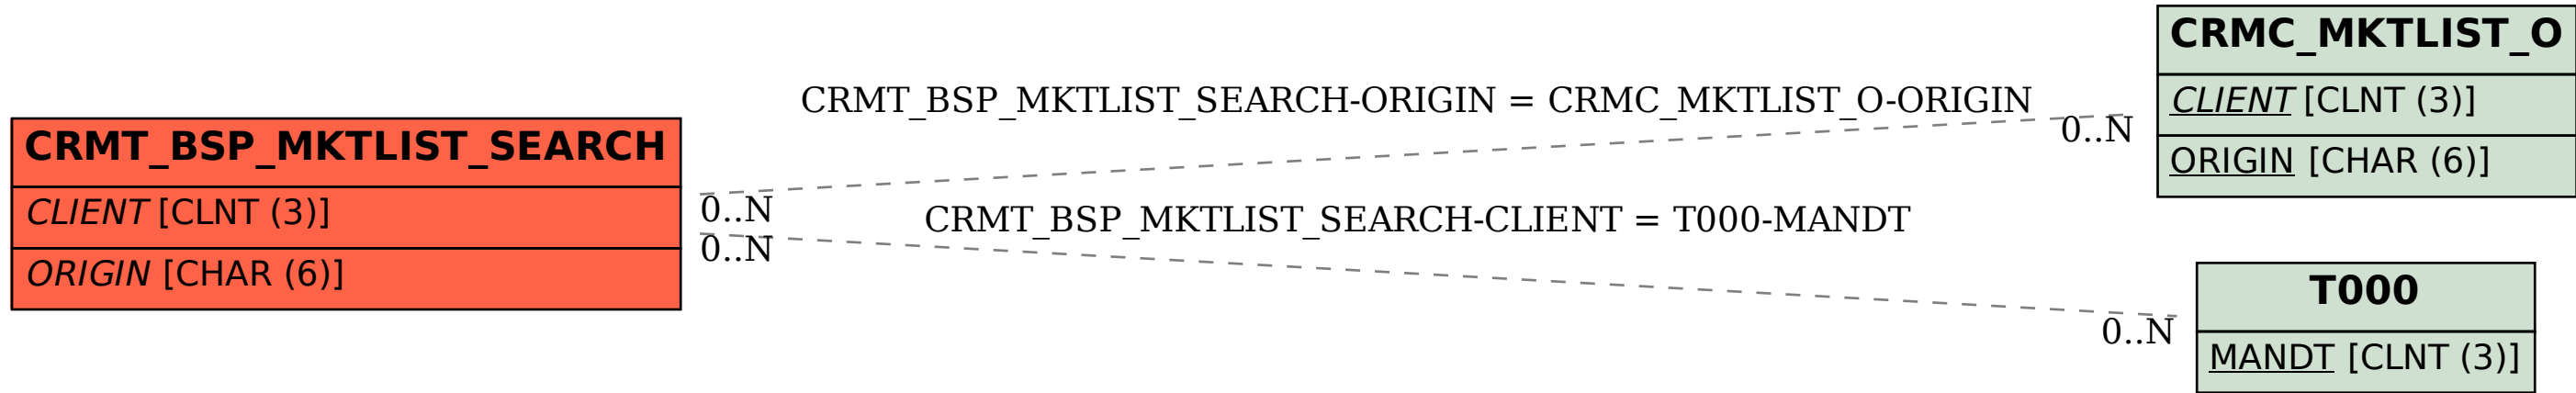 CRMT_BSP_MKTLIST_SEARCH
CLIENT [CLNT (3)]
ORIGIN [CHAR (6)]
CRMT_BSP_MKTLIST_SEARCH-ORIGIN = CRMC_MKTLIST_O-ORIGIN
0..N
0..N
CRMT_BSP_MKTLIST_SEARCH-CLIENT = T000-MANDT
0..N
0..N
CRMC_MKTLIST_O
CLIENT [CLNT (3)]
ORIGIN [CHAR (6)]
T000
MANDT [CLNT (3)]